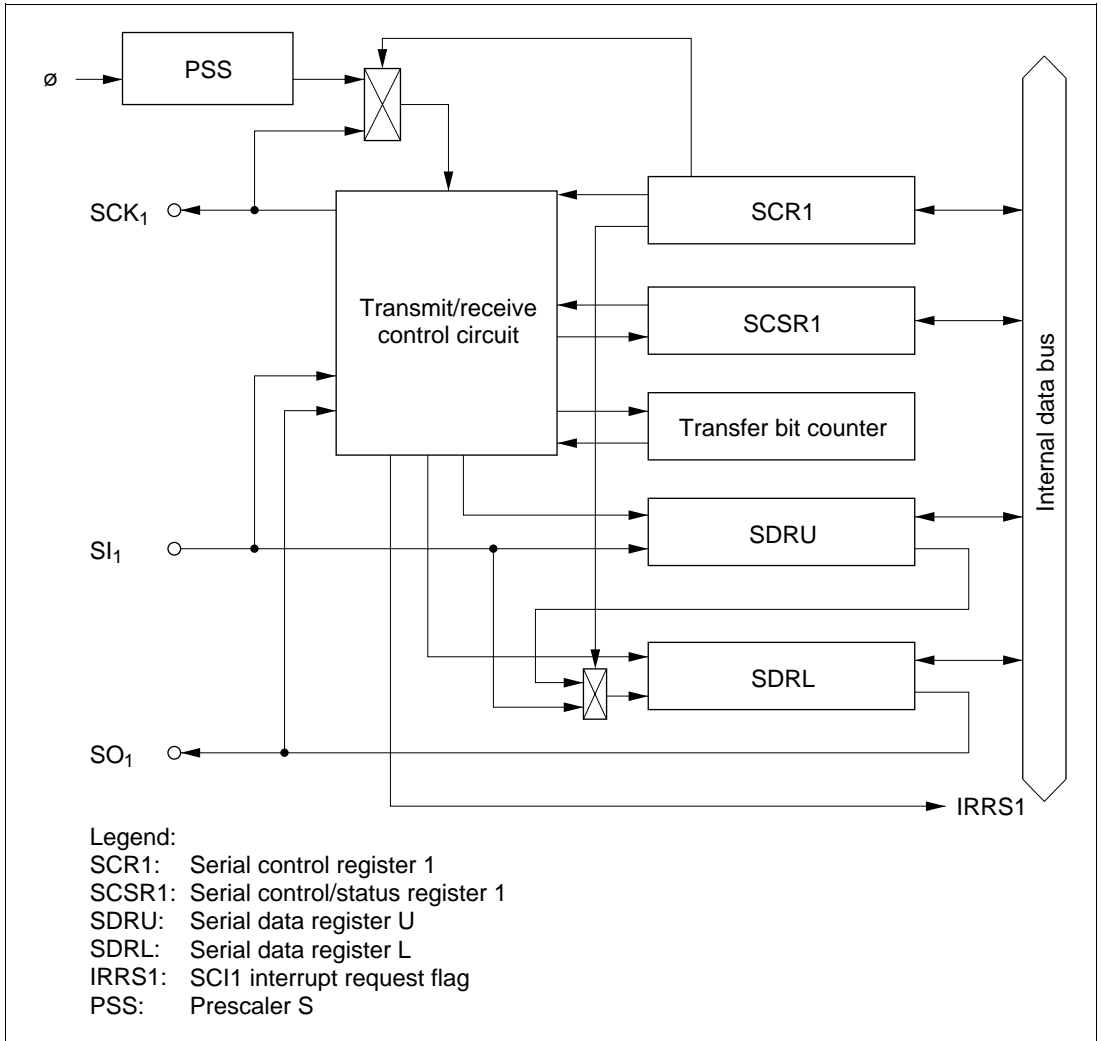 ø
PSS
SCK1
SCR1
SCSR1
Transmit/receive
control circuit
Transfer bit counter
Internal data bus
SI1
SDRU
SDRL
SO1
IRRS1
Legend:
SCR1: Serial control register 1
SCSR1: Serial control/status register 1
SDRU: Serial data register U
SDRL: Serial data register L
IRRS1: SCI1 interrupt request flag
PSS: Prescaler S